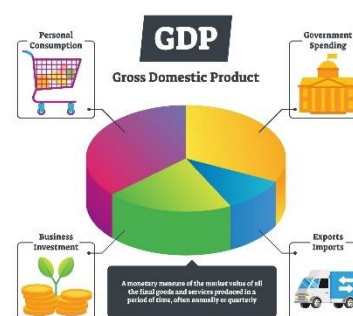 Personal
Consumption
GDP
Gross Domestic Product
Government
Spending
Business
Investment
A monetary measure of the market value of all
the final goods and services produced in a
period of time, often annually or quarterly
Exports
Imports